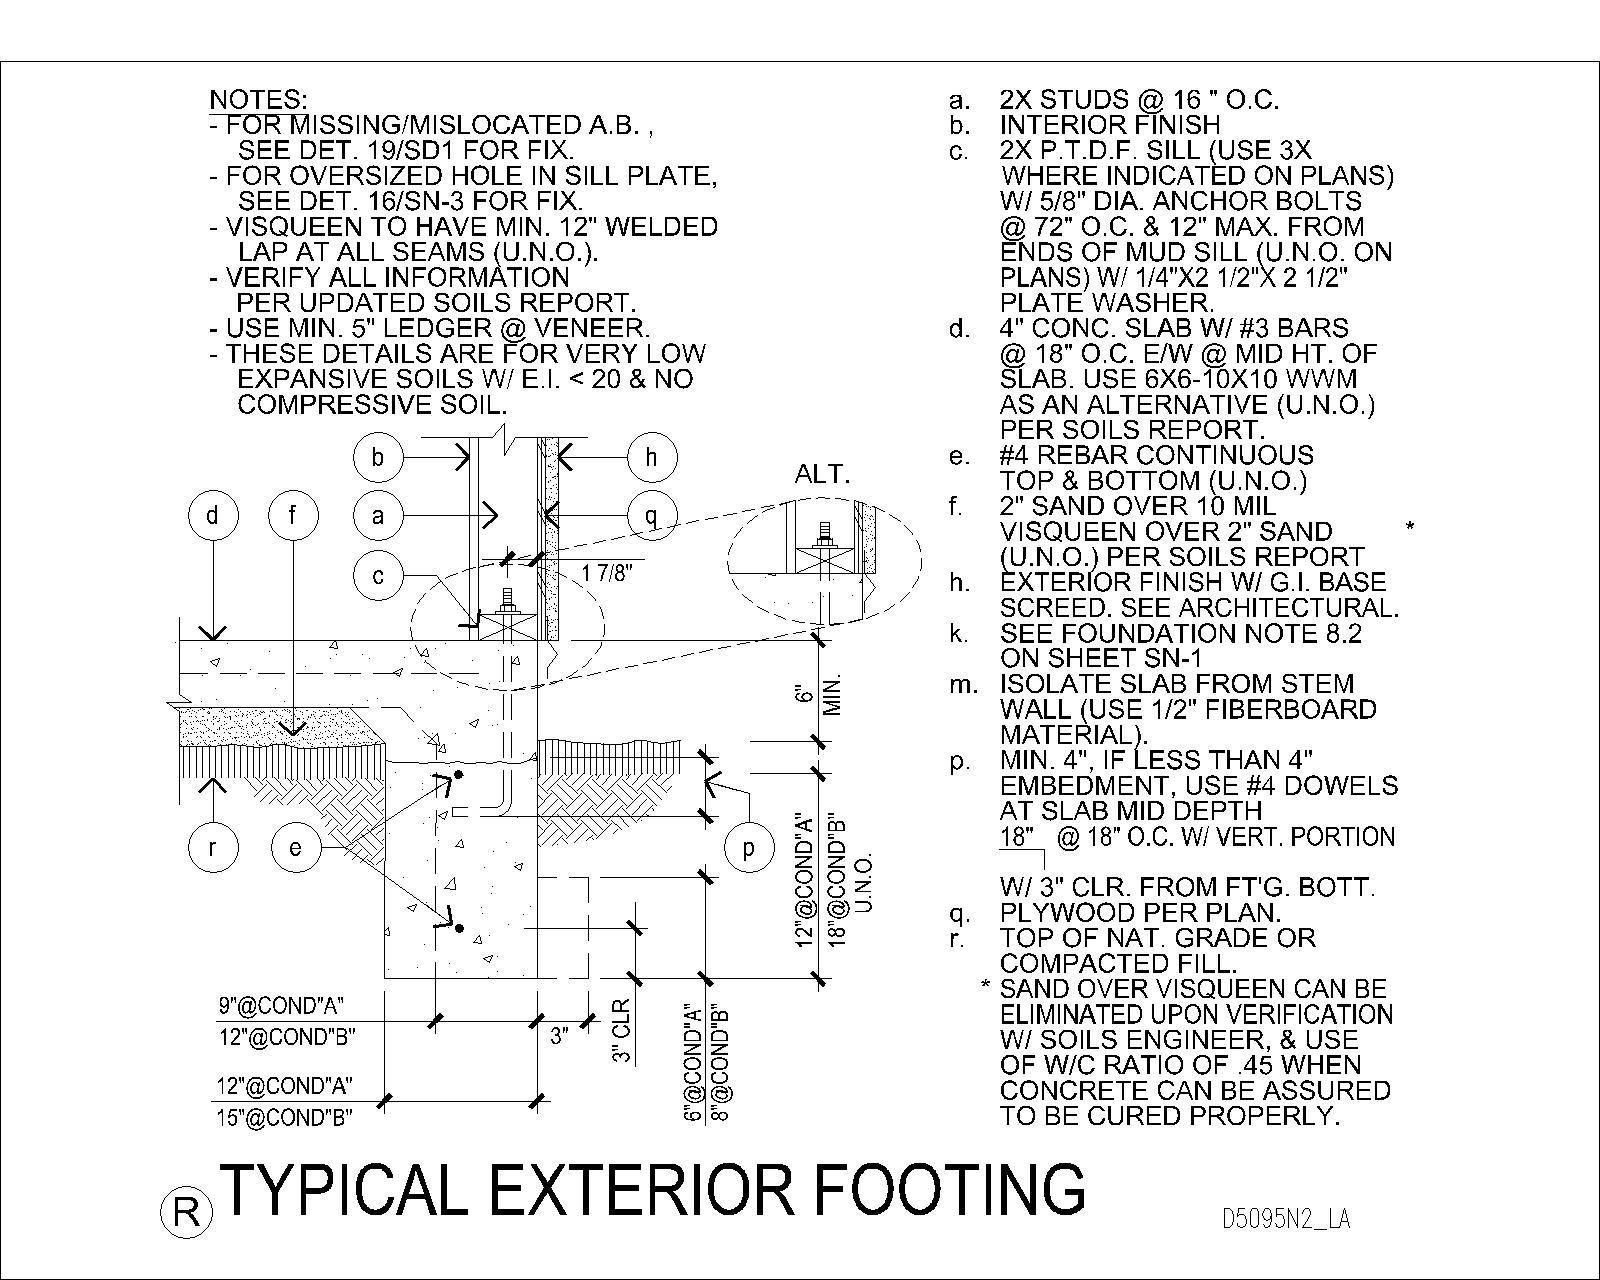 NOTES:
- FOR MISSING/MISLOCATED A.B. ,
SEE DET. 19/SD1 FOR FIX.
- FOR OVERSIZED HOLE IN SILL PLATE,
SEE DET. 16/SN-3 FOR FIX.
- VISQUEEN TO HAVE MIN. 12" WELDED
LAP AT ALL SEAMS (U.N.O.).
- VERIFY ALL INFORMATION
PER UPDATED SOILS REPORT.
- USE MIN. 5" LEDGER @ VENEER.
- THESE DETAILS ARE FOR VERY LOW
EXPANSIVE SOILS W/ E.I. < 20 & NO
COMPRESSIVE SOIL.
b
h
ALT.
d
f
a
q
c
1 7/8"
6"
MIN.
r
e
p
12"@COND"A"
18"@COND"B"
U.N.O.
9"@COND"A"
12"@COND"B"
3"
3" CLR
6"@COND"A"
8"@COND"B"
12"@COND"A"
15"@COND"B"
a. 2X STUDS @ 16 " O.C.
b. INTERIOR FINISH
c. 2X P.T.D.F. SILL (USE 3X
WHERE INDICATED ON PLANS)
W/ 5/8" DIA. ANCHOR BOLTS
@ 72" O.C. & 12" MAX. FROM
ENDS OF MUD SILL (U.N.O. ON
PLANS) W/ 1/4"X2 1/2"X 2 1/2"
PLATE WASHER.
d. 4" CONC. SLAB W/ #3 BARS
@ 18" O.C. E/W @ MID HT. OF
SLAB. USE 6X6-10X10 WWM
AS AN ALTERNATIVE (U.N.O.)
PER SOILS REPORT.
e. #4 REBAR CONTINUOUS
TOP & BOTTOM (U.N.O.)
f. 2" SAND OVER 10 MIL
VISQUEEN OVER 2" SAND *
(U.N.O.) PER SOILS REPORT
h. EXTERIOR FINISH W/ G.I. BASE
SCREED. SEE ARCHITECTURAL.
k. SEE FOUNDATION NOTE 8.2
ON SHEET SN-1
m. ISOLATE SLAB FROM STEM
WALL (USE 1/2" FIBERBOARD
MATERIAL).
p. MIN. 4", IF LESS THAN 4"
EMBEDMENT, USE #4 DOWELS
AT SLAB MID DEPTH
18" @ 18" O.C. W/ VERT. PORTION
W/ 3" CLR. FROM FT'G. BOTT.
q. PLYWOOD PER PLAN.
r. TOP OF NAT. GRADE OR
COMPACTED FILL.
* SAND OVER VISQUEEN CAN BE
ELIMINATED UPON VERIFICATION
W/ SOILS ENGINEER, & USE
OF W/C RATIO OF .45 WHEN
CONCRETE CAN BE ASSURED
TO BE CURED PROPERLY.
R TYPICAL EXTERIOR FOOTING
D5095N2_LA